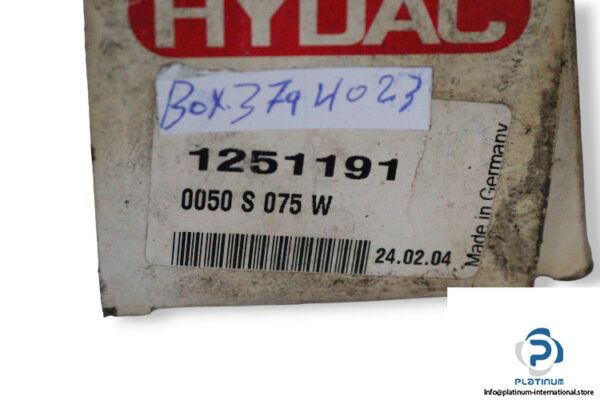 HYDAC
Box 379 4023
1251191
0050 S 075 W
24.02.04
Made in Germany
PLATINUM
Info@platinum-international.store